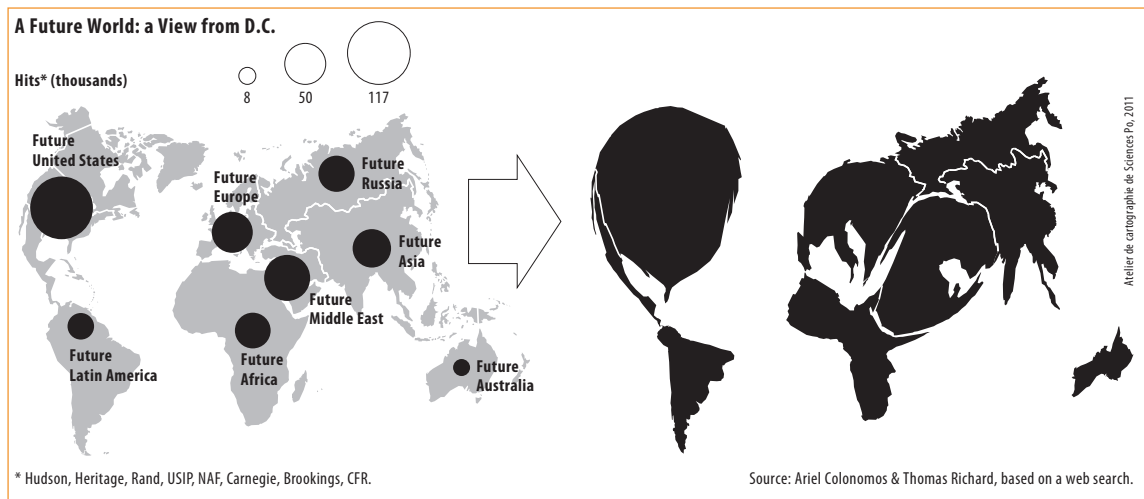 A Future World: a View from D.C.
Hits* (thousands)
8
50
117
Future
United States
Future
Europe
Future
Russia
Future
Asia
Future
Middle East
Future
Latin America
Future
Africa
Future
Australia
Atelier de cartographie de Sciences Po, 2011
* Hudson, Heritage, Rand, USIP, NAF, Carnegie, Brookings, CFR.
Source: Ariel Colonomos & Thomas Richard, based on a web search.